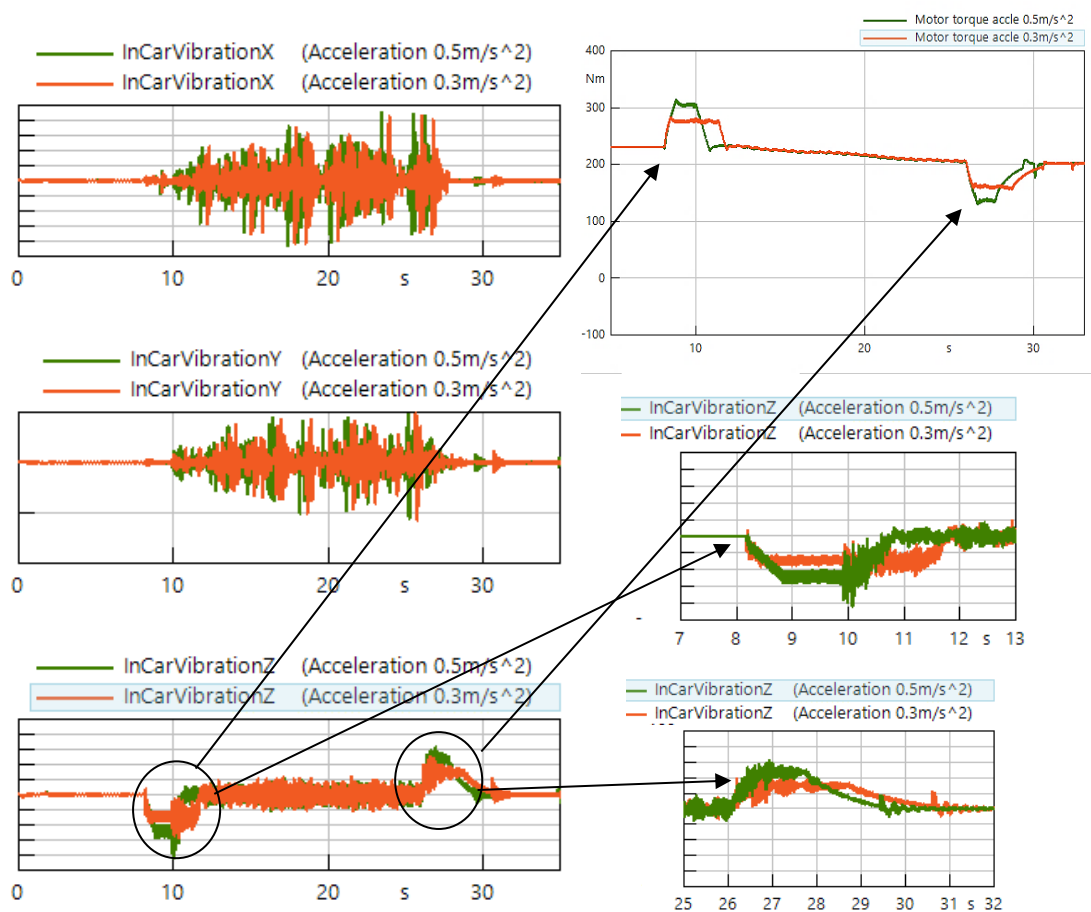 InCarVibrationX (Acceleration 0.5m/s^2)
InCarVibrationX (Acceleration 0.3m/s^2)
0 10 20 s 30
InCarVibrationY (Acceleration 0.5m/s^2)
InCarVibrationY (Acceleration 0.3m/s^2)
0 10 20 s 30
InCarVibrationZ (Acceleration 0.5m/s^2)
InCarVibrationZ (Acceleration 0.3m/s^2)
0 10 20 s 30
Motor torque accle 0.5m/s^2
Motor torque accle 0.3m/s^2
400
Nm
300
200
100
0
-100
10 20 s 30
InCarVibrationZ (Acceleration 0.5m/s^2)
InCarVibrationZ (Acceleration 0.3m/s^2)
-
7 8 9 10 11 12 s 13
InCarVibrationZ (Acceleration 0.5m/s^2)
InCarVibrationZ (Acceleration 0.3m/s^2)
25 26 27 28 29 30 31 s 32